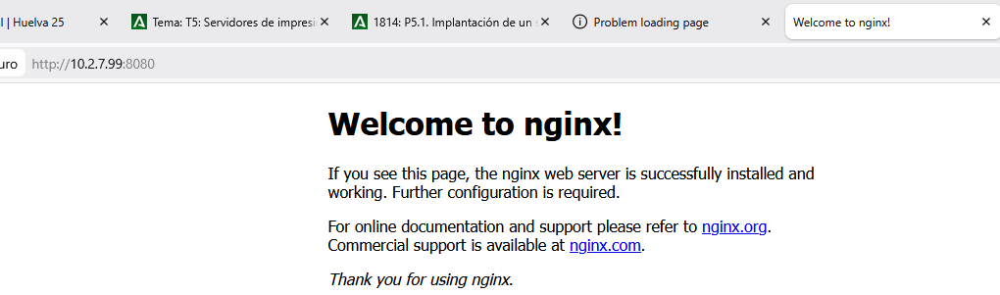 l | Huelva 25
Tema: T5: Servidores de impresi
1814: P5.1. Implantación de un
Problem loading page
Welcome to nginx!
uro
http://10.2.7.99:8080
Welcome to nginx!
If you see this page, the nginx web server is successfully installed and
working. Further configuration is required.
For online documentation and support please refer to nginx.org.
Commercial support is available at nginx.com.
Thank you for using nginx.